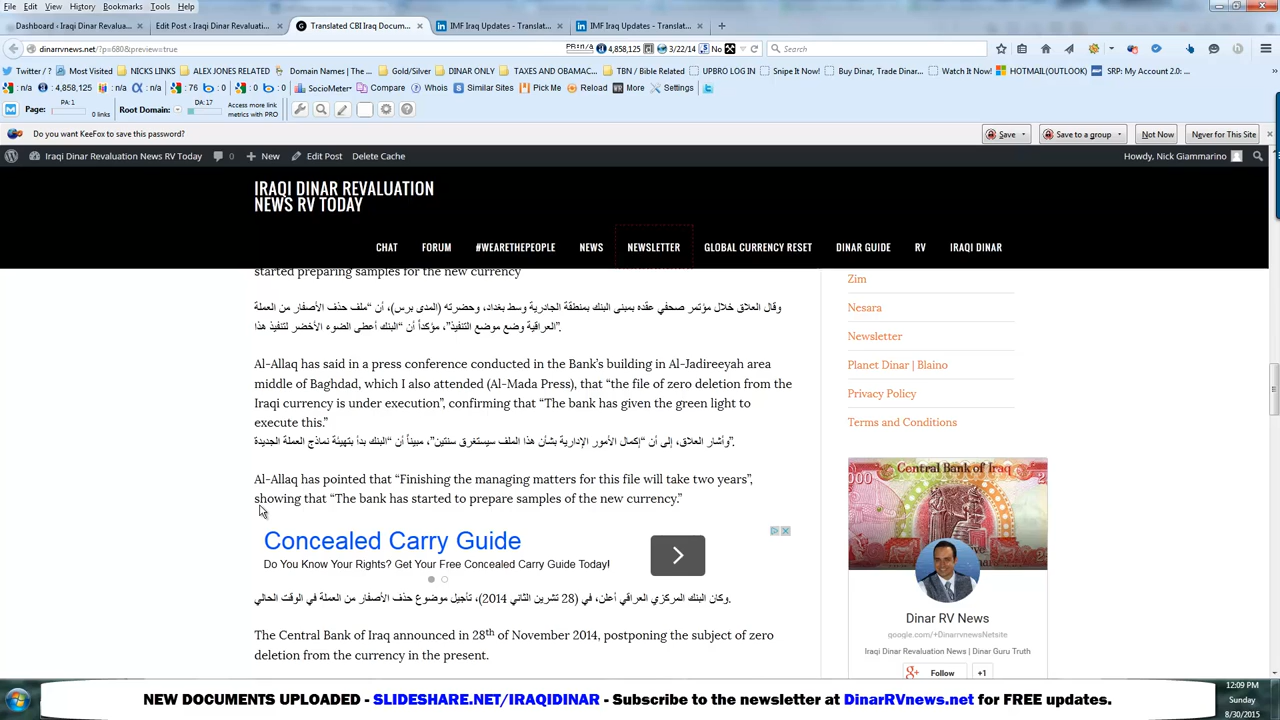 File Edit View History Bookmarks Tools Help
Dashboards ‹ Iraqi Dinar Revalua...
Edit Post ‹ Iraqi Dinar Revaluati...
Translated CBI Iraq Docum...
IMF Iraq Updates - Translat...
IMF Iraq Updates - Translat...
dinarrvnews.net/?p=680&preview=true
PR: n/a 4,858,125 3/22/14 No
Search
Twitter / ? Most Visited NICKS LINKS ALEX JONES RELATED Domain Names | The ... Gold/Silver DINAR ONLY TAXES AND DISMAC... TBN / Bible Related UPBRO BIG IN Snipe It Now! Buy Dinar, Trade Dinar... Watch It Now! HOTMAIL(OUTLOOK) SRP: My Account 2.0: ...
: n/a : 4,858,125 : n/a : n/a : 76 : 0 : 0 SocioMeter Compare Whois Similar Sites Pick Me Reload More Settings
Page: PA: 1 0 links Root Domain: DA: 17 Access more link metrics with PRO
Do you want KeeFox to save this password? Save Save to a group Not Now Never for This Site
Iraqi Dinar Revaluation News RV Today 0 New Edit Post Delete Cache Howdy, Nick Giammarino
IRAQI DINAR REVALUATION
NEWS RV TODAY
CHAT FORUM #WEARETHEPEOPLE NEWS NEWSLETTER GLOBAL CURRENCY RESET DINAR GUIDE RV IRAQI DINAR
started preparing samples for the new currency
وقال العلاق خلال مؤتمر صحفي عقده بمبنى البنك بمنطقة الجادرية وسط بغداد، وحضرته (المدى برس)، أن “ملف حذف الأصفار من العملة
العراقية وضع موضع التنفيذ”، مؤكداً أن “البنك أعطى الضوء الأخضر لتنفيذ هذا”.
Al-Allaq has said in a press conference conducted in the Bank’s building in Al-Jadireeyah area
middle of Baghdad, which I also attended (Al-Mada Press), that “the file of zero deletion from the
Iraqi currency is under execution”, confirming that “The bank has given the green light to
execute this.”
وأشار العلاق، إلى أن “إكمال الأمور الإدارية بشأن هذا الملف سيستغرق سنتين”، مبيناً أن “البنك بدأ بتهيئة نماذج العملة الجديدة”.
Al-Allaq has pointed that “Finishing the managing matters for this file will take two years”,
showing that “The bank has started to prepare samples of the new currency.”
Concealed Carry Guide
Do You Know Your Rights? Get Your Free Concealed Carry Guide Today!
وكان البنك المركزي العراقي أعلن، في (28 تشرين الثاني 2014)، تأجيل موضوع حذف الأصفار من العملة في الوقت الحالي.
The Central Bank of Iraq announced in 28th of November 2014, postponing the subject of zero
deletion from the currency in the present.
Zim
Nesara
Newsletter
Planet Dinar | Blaino
Privacy Policy
Terms and Conditions
Central Bank of Iraq
Dinar RV News
google.com/+DinarrvnewsNetsite
Iraqi Dinar Revaluation News | Dinar Guru Truth
Follow +1
NEW DOCUMENTS UPLOADED - SLIDESHARE.NET/IRAQIDINAR - Subscribe to the newsletter at DinarRVnews.net for FREE updates.
12:09 PM
Sunday
8/30/2015